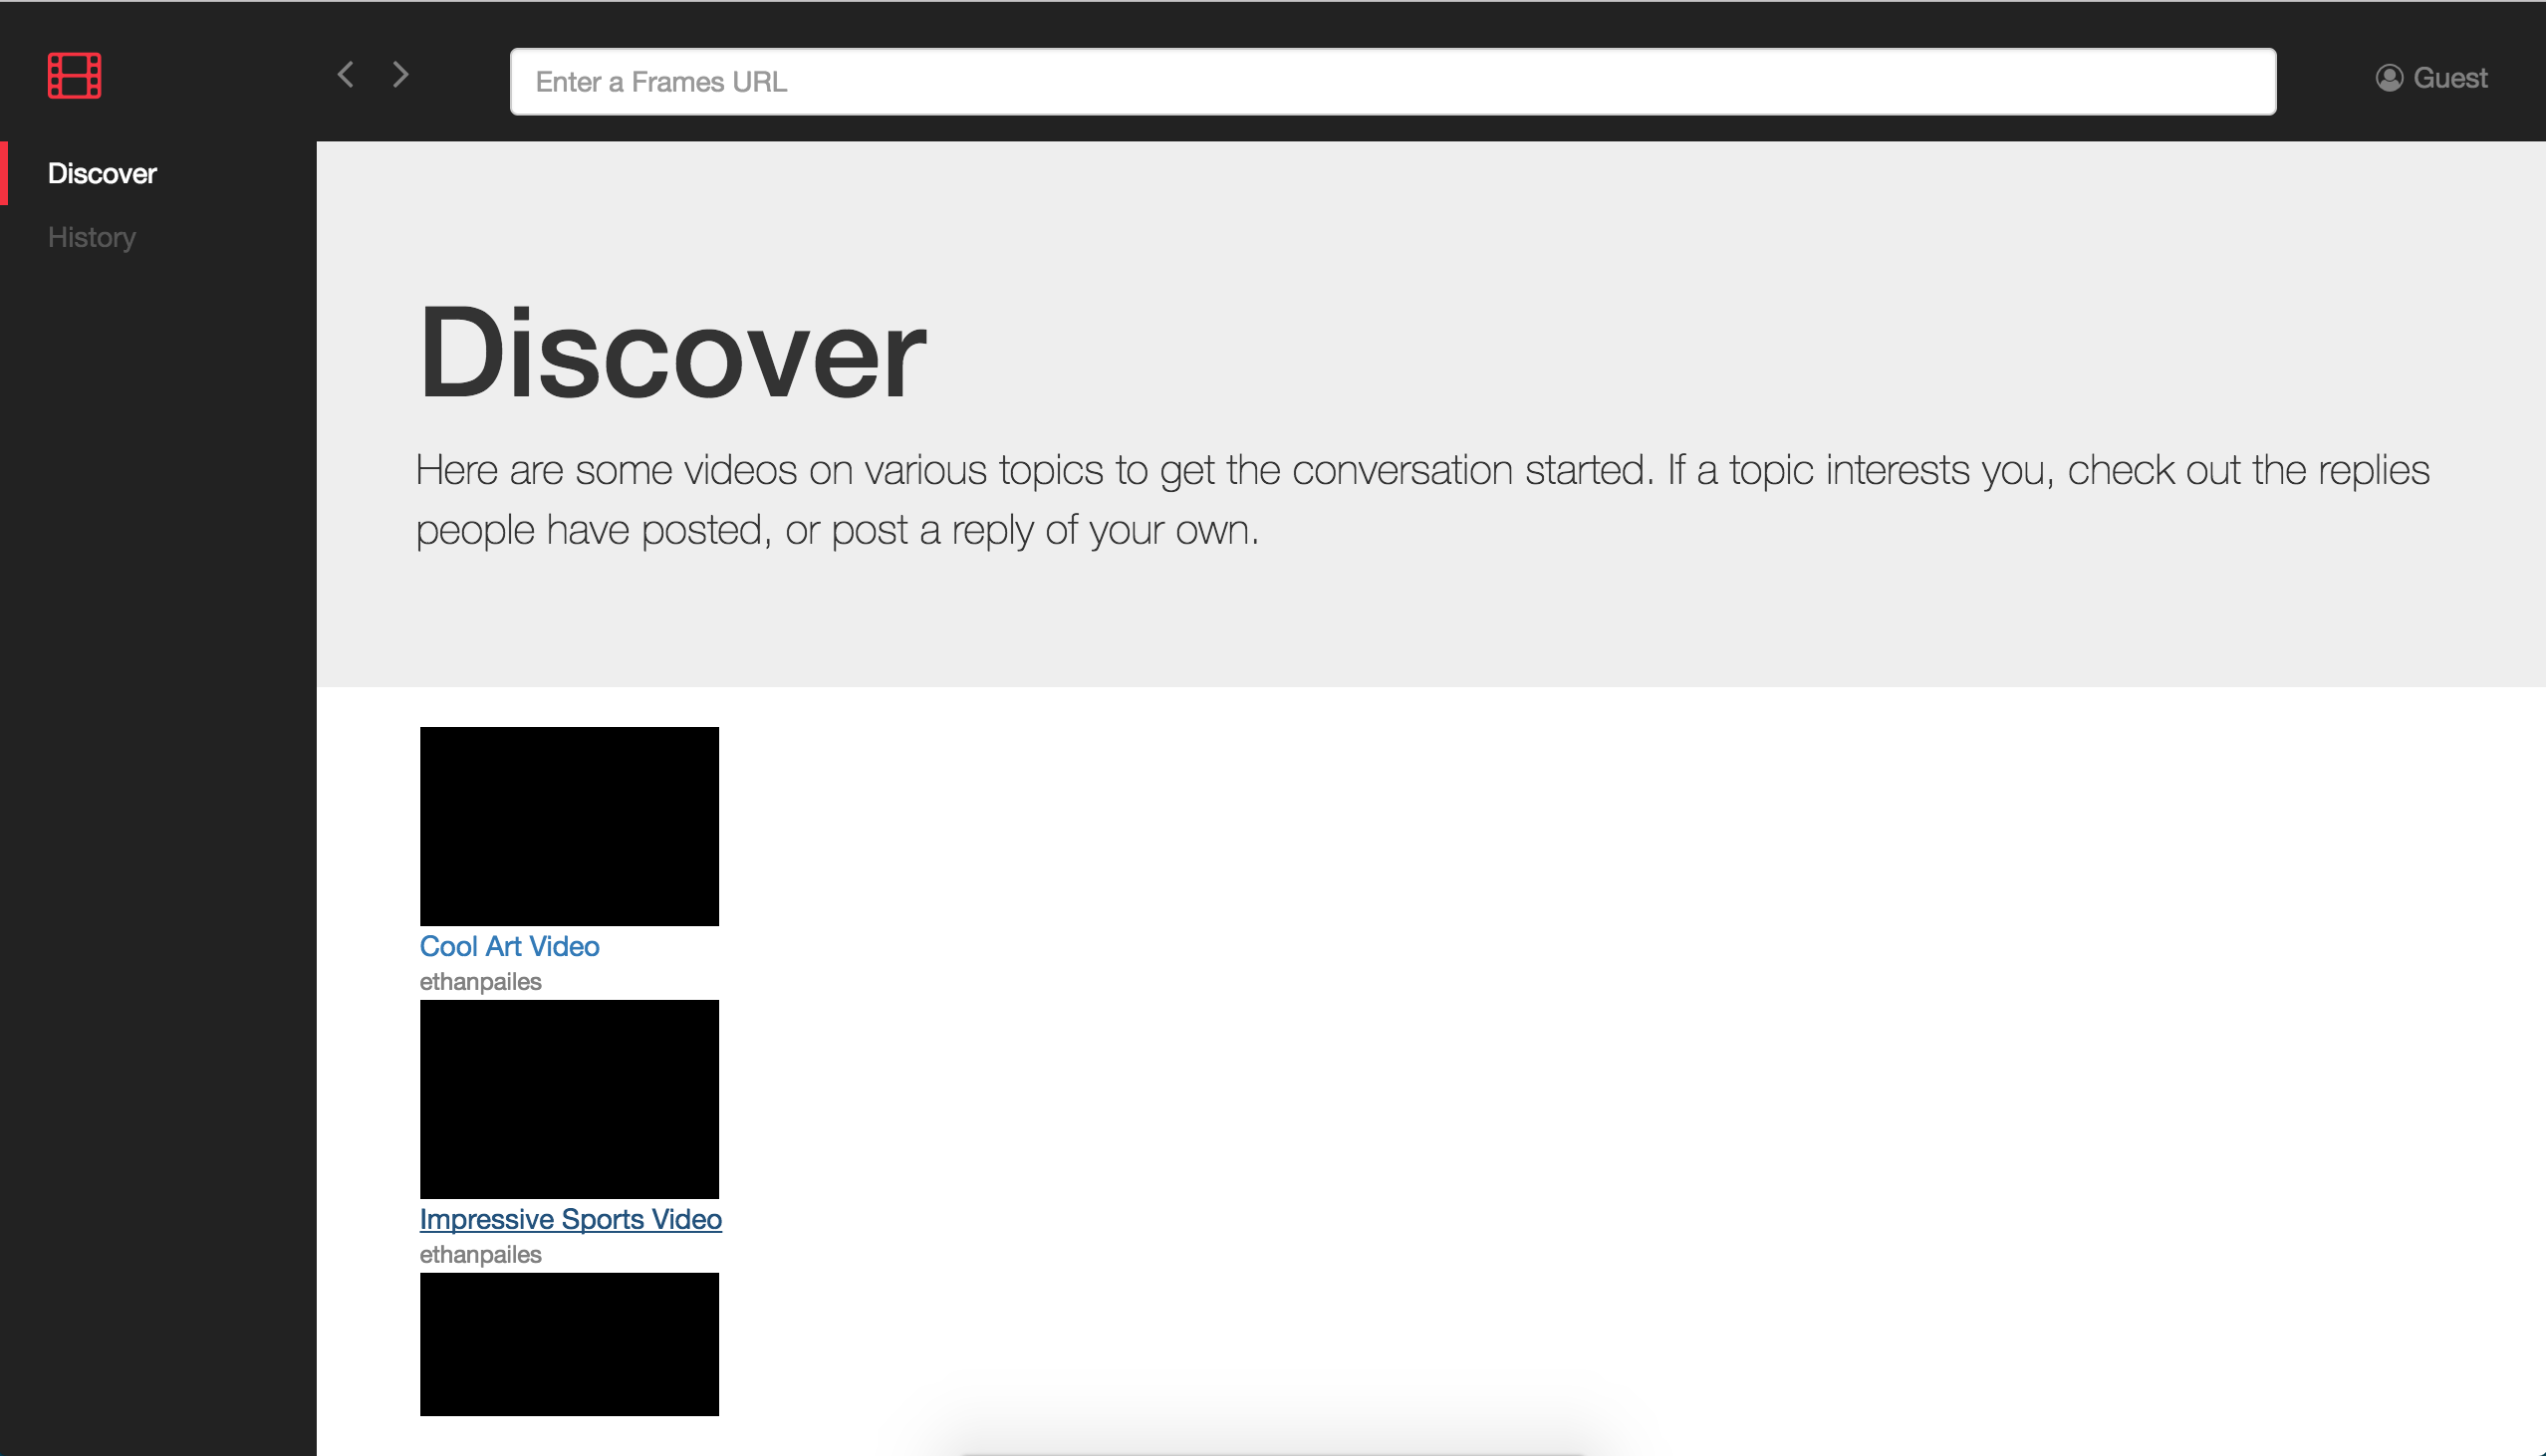 Enter a Frames URL
Guest
Discover
History
Discover
Here are some videos on various topics to get the conversation started. If a topic interests you, check out the replies
people have posted, or post a reply of your own.
Cool Art Video
ethanpailes
Impressive Sports Video
ethanpailes